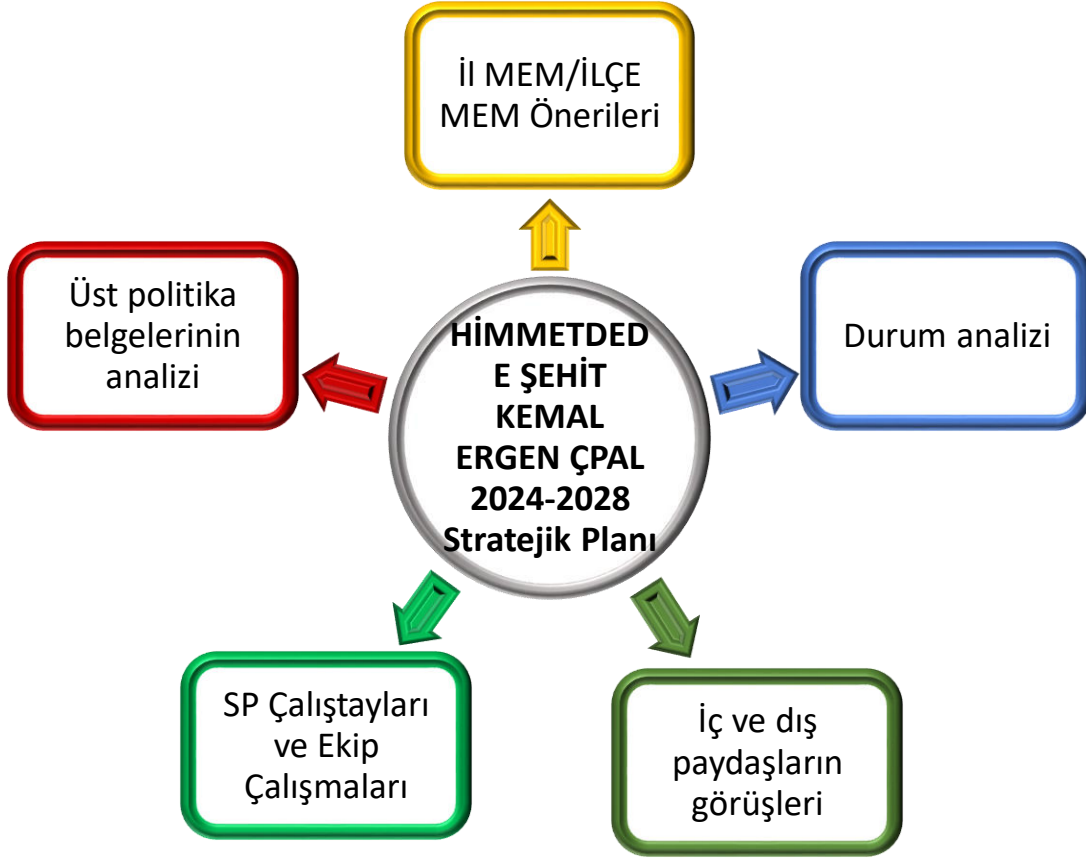 İl MEM/İLÇE
MEM Önerileri
Üst politika
belgelerinin
analizi
HİMMETDED
E ŞEHİT
KEMAL
ERGEN ÇPAL
2024-2028
Stratejik Planı
Durum analizi
SP Çalıştayları
ve Ekip
Çalışmaları
İç ve dış
paydaşların
görüşleri